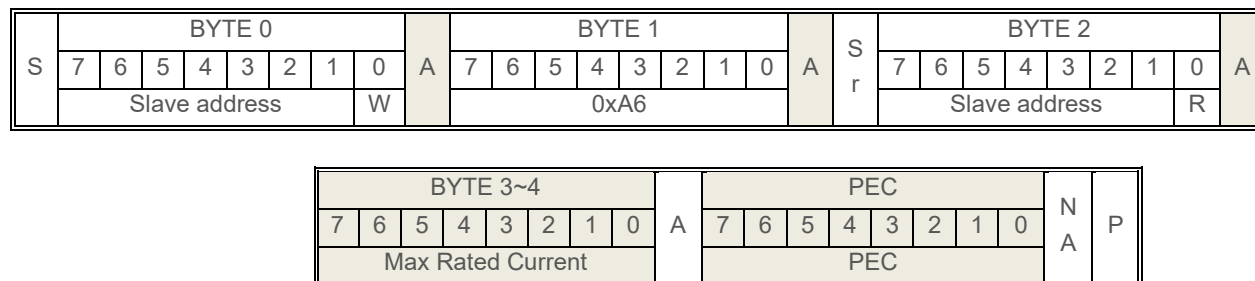 BYTE 0 BYTE 1 BYTE 2
S 7 6 5 4 3 2 1 0 A 7 6 5 4 3 2 1 0 A Sr 7 6 5 4 3 2 1 0 A
Slave address W 0xA6 Slave address R
BYTE 3~4 PEC
7 6 5 4 3 2 1 0 A 7 6 5 4 3 2 1 0 NA P
Max Rated Current PEC